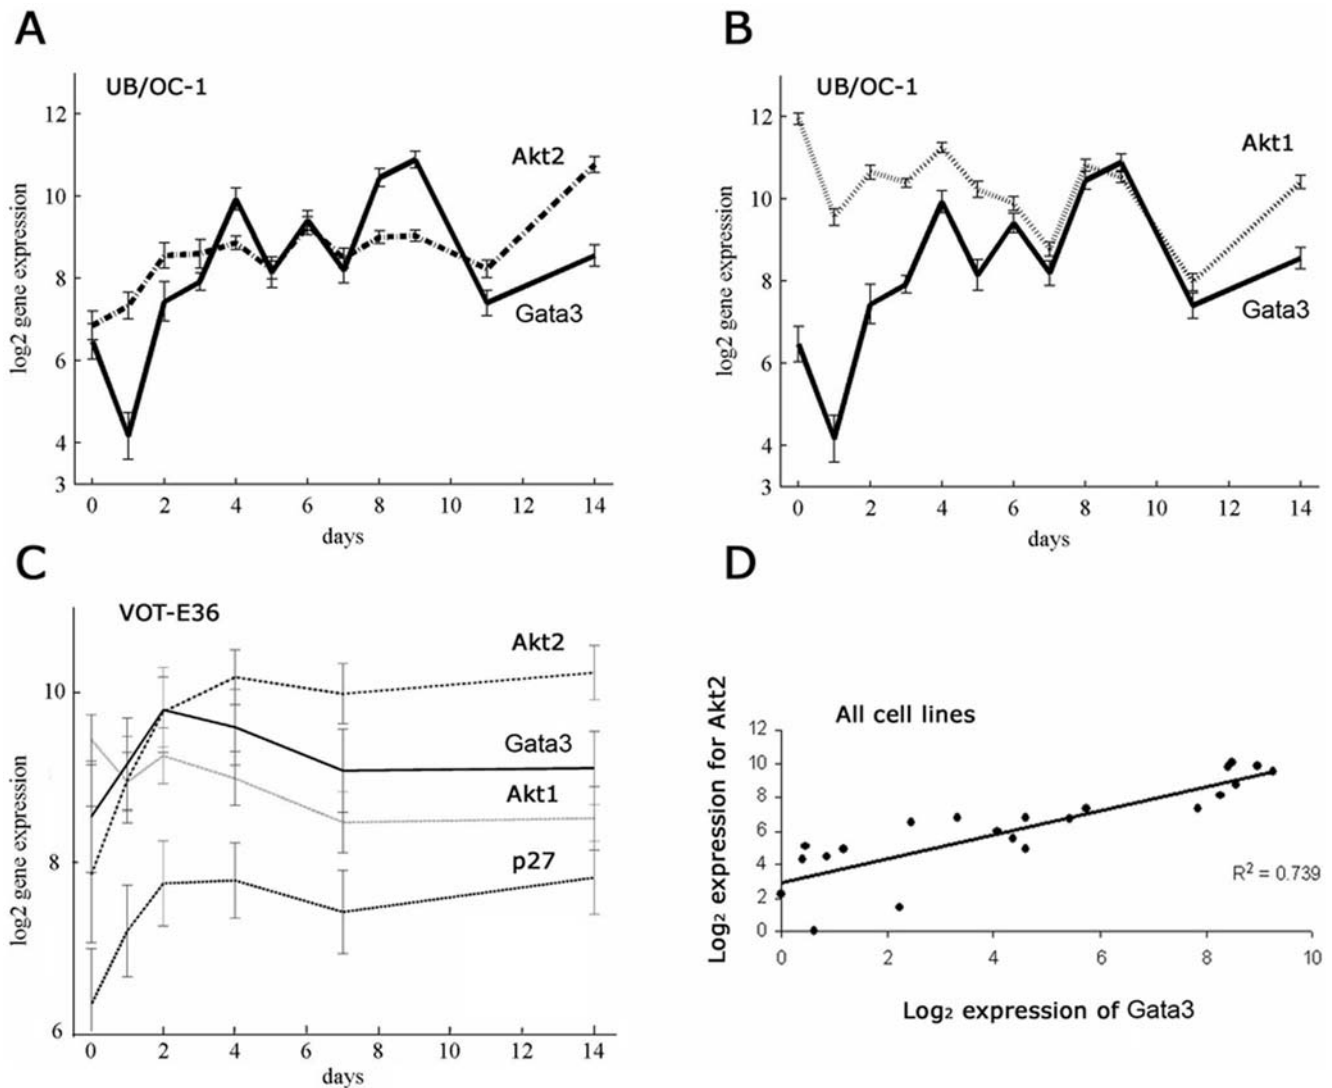 A
UB/OC-1
12
10
8
6
4
3
log2 gene expression
Akt2
Gata3
0 2 4 6 8 10 12 14
days
B
UB/OC-1
12
10
8
6
4
3
log2 gene expression
Akt1
Gata3
0 2 4 6 8 10 12 14
days
C
VOT-E36
10
8
6
log2 gene expression
Akt2
Gata3
Akt1
p27
0 2 4 6 8 10 12 14
days
D
All cell lines
Log₂ expression for Akt2
12
10
8
6
4
2
0
R² = 0.739
0 2 4 6 8 10
Log₂ expression of Gata3